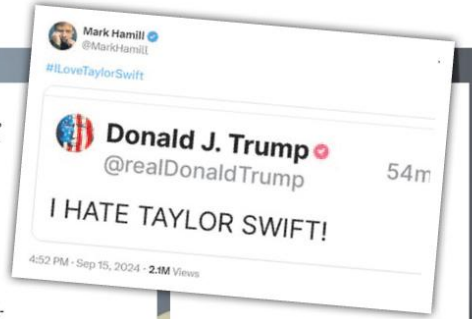 Mark Hamill
@MarkHamill
#ILoveTaylorSwift
Donald J. Trump
@realDonaldTrump
54m
I HATE TAYLOR SWIFT!
4:52 PM · Sep 15, 2024 · 2.1M Views